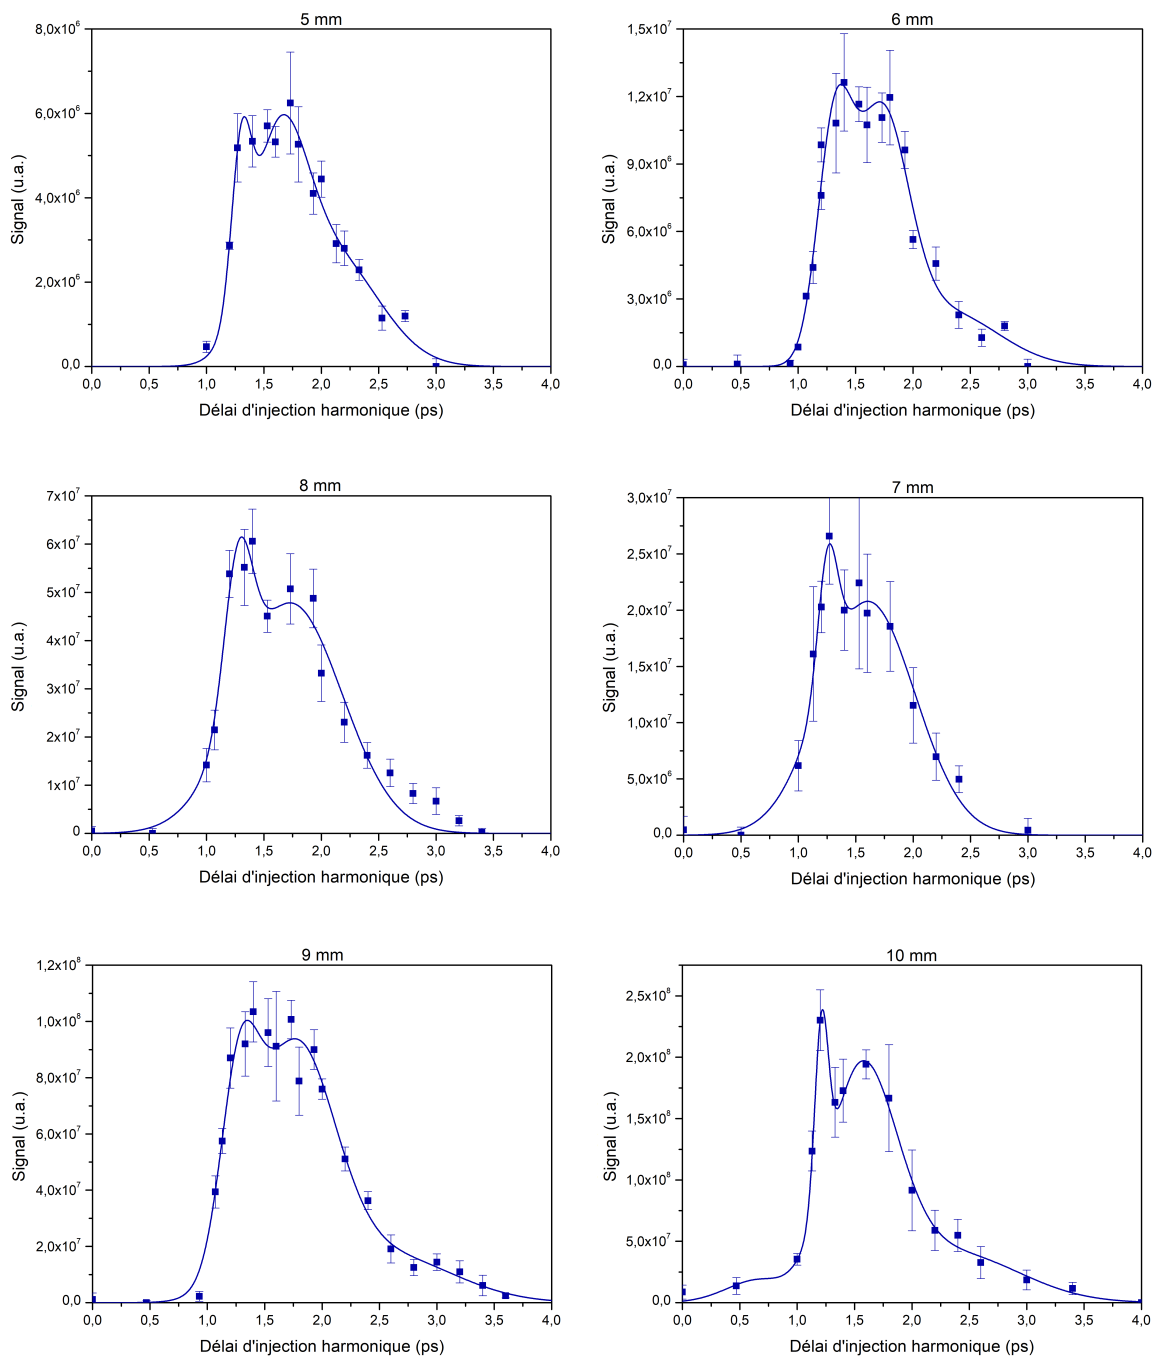 5 mm
8,0x10⁶
6,0x10⁶
4,0x10⁶
2,0x10⁶
0,0
Signal (u.a.)
0,0 0,5 1,0 1,5 2,0 2,5 3,0 3,5 4,0
Délai d'injection harmonique (ps)
6 mm
1,5x10⁷
1,2x10⁷
9,0x10⁶
6,0x10⁶
3,0x10⁶
0,0
Signal (u.a.)
0,0 0,5 1,0 1,5 2,0 2,5 3,0 3,5 4,0
Délai d'injection harmonique (ps)
8 mm
7x10⁷
6x10⁷
5x10⁷
4x10⁷
3x10⁷
2x10⁷
1x10⁷
0
Signal (u.a.)
0,0 0,5 1,0 1,5 2,0 2,5 3,0 3,5 4,0
Délai d'injection harmonique (ps)
7 mm
3,0x10⁷
2,5x10⁷
2,0x10⁷
1,5x10⁷
1,0x10⁷
5,0x10⁶
0,0
Signal (u.a.)
0,0 0,5 1,0 1,5 2,0 2,5 3,0 3,5 4,0
Délai d'injection harmonique (ps)
9 mm
1,2x10⁸
1,0x10⁸
8,0x10⁷
6,0x10⁷
4,0x10⁷
2,0x10⁷
0,0
Signal (u.a.)
0,0 0,5 1,0 1,5 2,0 2,5 3,0 3,5 4,0
Délai d'injection harmonique (ps)
10 mm
2,5x10⁸
2,0x10⁸
1,5x10⁸
1,0x10⁸
5,0x10⁷
0,0
Signal (u.a.)
0,0 0,5 1,0 1,5 2,0 2,5 3,0 3,5 4,0
Délai d'injection harmonique (ps)